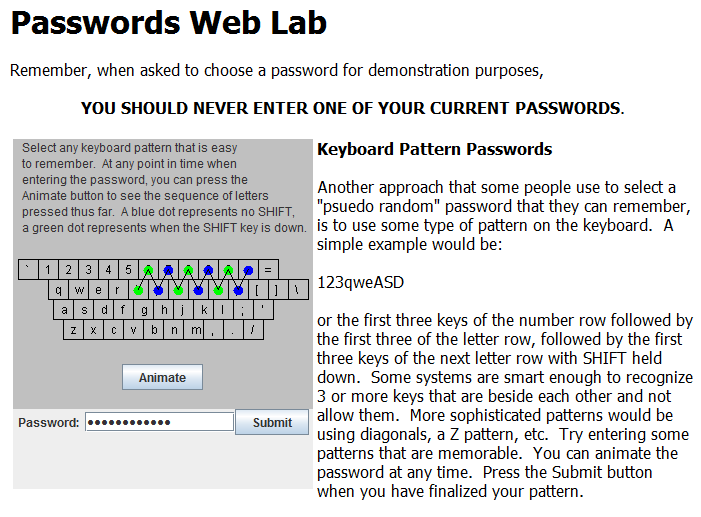 Passwords Web Lab
Remember, when asked to choose a password for demonstration purposes,
YOU SHOULD NEVER ENTER ONE OF YOUR CURRENT PASSWORDS.
Select any keyboard pattern that is easy
to remember.  At any point in time when
entering the password, you can press the
Animate button to see the sequence of letters
pressed thus far.  A blue dot represents no SHIFT,
a green dot represents when the SHIFT key is down.
` 1 2 3 4 5 =
q w e r [ ] \
a s d f g h j k l ; '
z x c v b n m , . /
Animate
Password: •••••••••••• Submit
Keyboard Pattern Passwords
Another approach that some people use to select a
"psuedo random" password that they can remember,
is to use some type of pattern on the keyboard.  A
simple example would be:
123qweASD
or the first three keys of the number row followed by
the first three of the letter row, followed by the first
three keys of the next letter row with SHIFT held
down.  Some systems are smart enough to recognize
3 or more keys that are beside each other and not
allow them.  More sophisticated patterns would be
using diagonals, a Z pattern, etc.  Try entering some
patterns that are memorable.  You can animate the
password at any time.  Press the Submit button
when you have finalized your pattern.